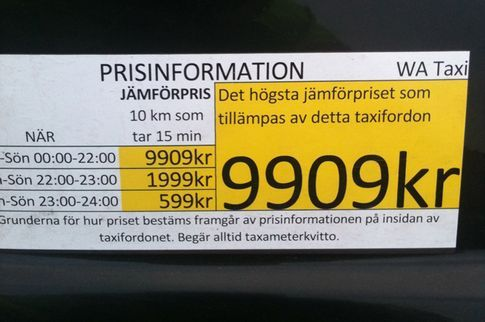 PRISINFORMATION WA Taxi
JÄMFÖRPRIS
10 km som
NÄR tar 15 min
-Sön 00:00-22:00 9909kr
-Sön 22:00-23:00 1999kr
-Sön 23:00-24:00 599kr
Det högsta jämförpriset som
tillämpas av detta taxifordon
9909kr
Grunderna för hur priset bestäms framgår av prisinformationen på insidan av
taxifordonet. Begär alltid taxameterkvitto.